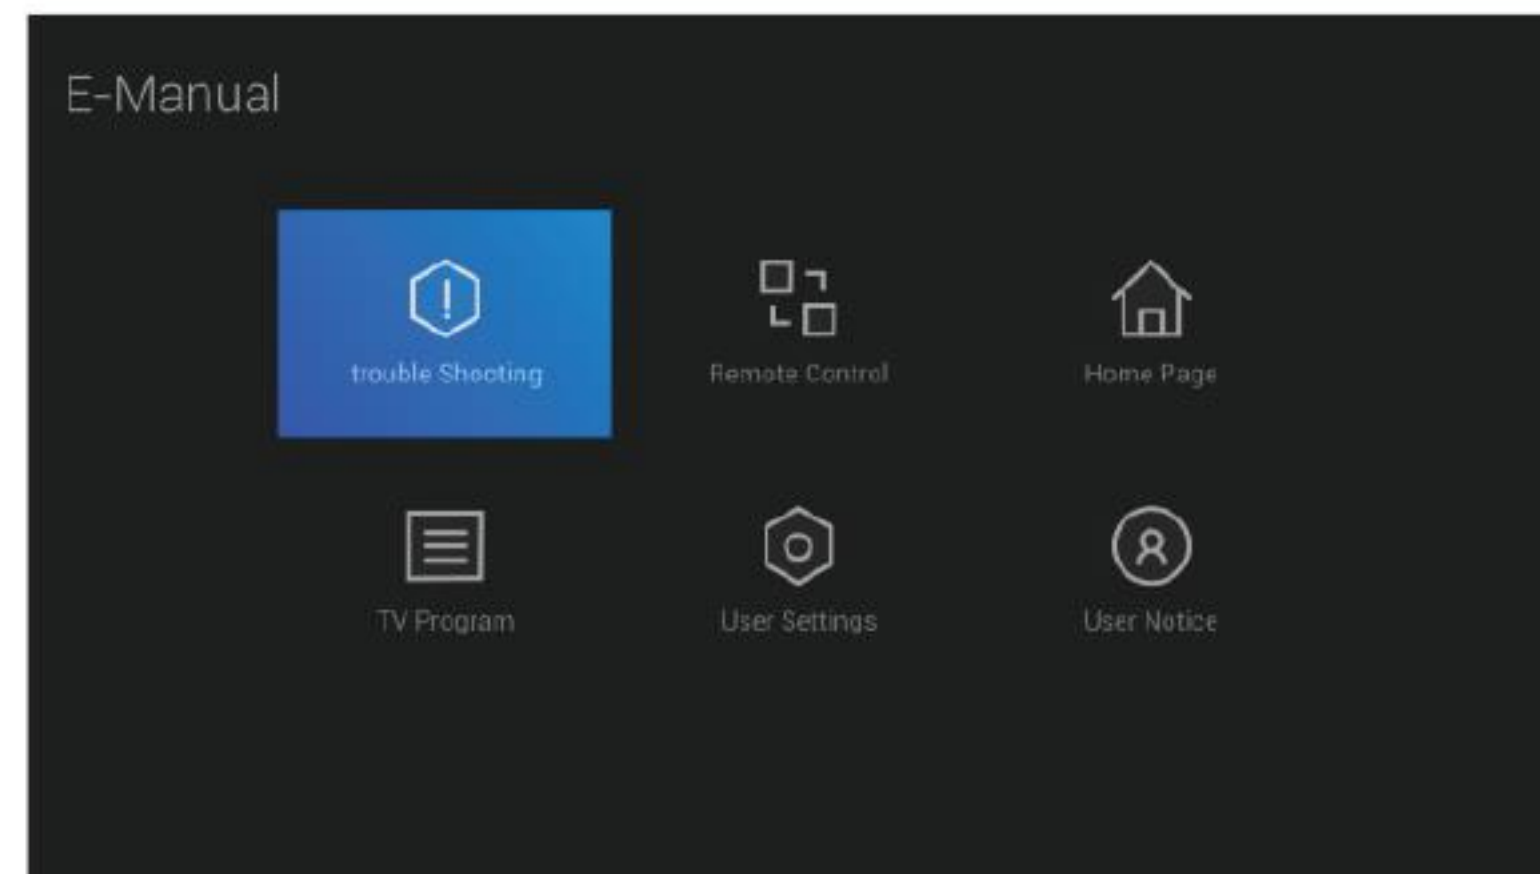 E-Manual
trouble Shooting
Remote Control
Home Page
TV Program
User Settings
User Notice